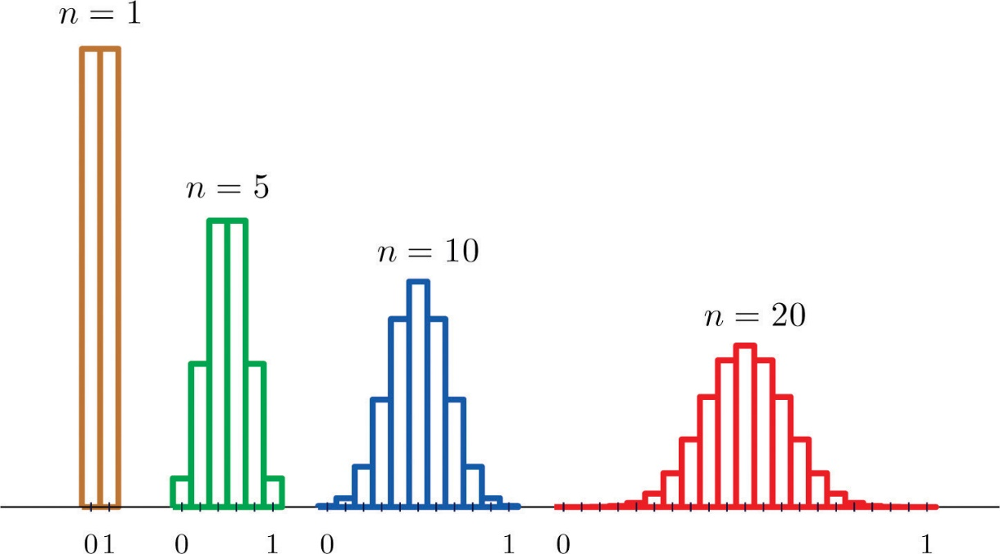 n = 1
n = 5
n = 10
n = 20
0 1 0 1 0 1 0 1